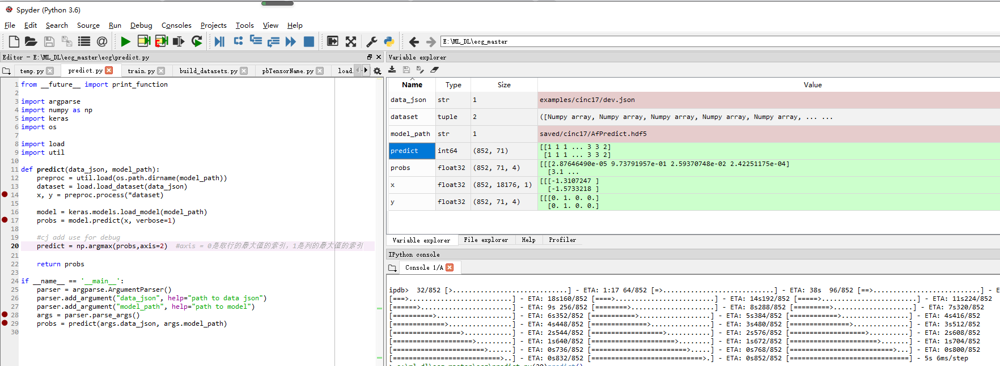 Spyder (Python 3.6)
File Edit Search Source Run Debug Consoles Projects Tools View Help
E:\ML_DL\ecg_master
Editor - E:\ML_DL\ecg_master\ecg\predict.py
temp.py predict.py train.py build_datasets.py pbTensorName.py load.
1 from __future__ import print_function
2
3 import argparse
4 import numpy as np
5 import keras
6 import os
7
8 import load
9 import util
10
11 def predict(data_json, model_path):
12 preproc = util.load(os.path.dirname(model_path))
13 dataset = load.load_dataset(data_json)
14 x, y = preproc.process(*dataset)
15
16 model = keras.models.load_model(model_path)
17 probs = model.predict(x, verbose=1)
18
19 #cj add use for debug
20 predict = np.argmax(probs,axis=2) #axis = 0是取行的最大值的索引，1是列的最大值的索引
21
22 return probs
23
24 if __name__ == '__main__':
25 parser = argparse.ArgumentParser()
26 parser.add_argument("data_json", help="path to data json")
27 parser.add_argument("model_path", help="path to model")
28 args = parser.parse_args()
29 probs = predict(args.data_json, args.model_path)
30
Variable explorer
Name Type Size Value
data_json str 1 examples/cinc17/dev.json
dataset tuple 2 ([Numpy array, Numpy array, Numpy array, Numpy array, Numpy array, ... ...
model_path str 1 saved/cinc17/AfPredict.hdf5
predict int64 (852, 71) [[1 1 1 ... 3 3 2]
[1 1 1 ... 3 3 2]
probs float32 (852, 71, 4) [[[2.87646490e-05 9.73791957e-01 2.59370748e-02 2.42251175e-04]
[3.1 ...
x float32 (852, 18176, 1) [[[-1.3107247 ]
[-1.5733218 ]
y float32 (852, 71, 4) [[[0. 1. 0. 0.]
[0. 1. 0. 0.]
Variable explorer File explorer Help Profiler
IPython console
Console 1/A
ipdb> 32/852 [>.............................] - ETA: 1:17 64/852 [=>............................] - ETA: 38s 96/852 [==>...........................] - E
[===>..........................] - ETA: 18s160/852 [====>.........................] - ETA: 14s192/852 [=====>........................] - ETA: 11s224/852
[======>.......................] - ETA: 9s 256/852 [========>.....................] - ETA: 8s288/852 [=========>....................] - ETA: 7s320/852
[==========>...................] - ETA: 6s352/852 [===========>..................] - ETA: 5s384/852 [============>.................] - ETA: 4s416/852
[=============>................] - ETA: 4s448/852 [==============>...............] - ETA: 3s480/852 [===============>..............] - ETA: 3s512/852
[=================>............] - ETA: 2s544/852 [==================>...........] - ETA: 2s576/852 [===================>..........] - ETA: 2s608/852
[====================>.........] - ETA: 1s640/852 [=====================>........] - ETA: 1s672/852 [======================>.......] - ETA: 1s704/852
[=======================>......] - ETA: 0s736/852 [========================>.....] - ETA: 0s768/852 [==========================>...] - ETA: 0s800/852
[===========================>..] - ETA: 0s832/852 [============================>.] - ETA: 0s852/852 [==============================] - 5s 6ms/step